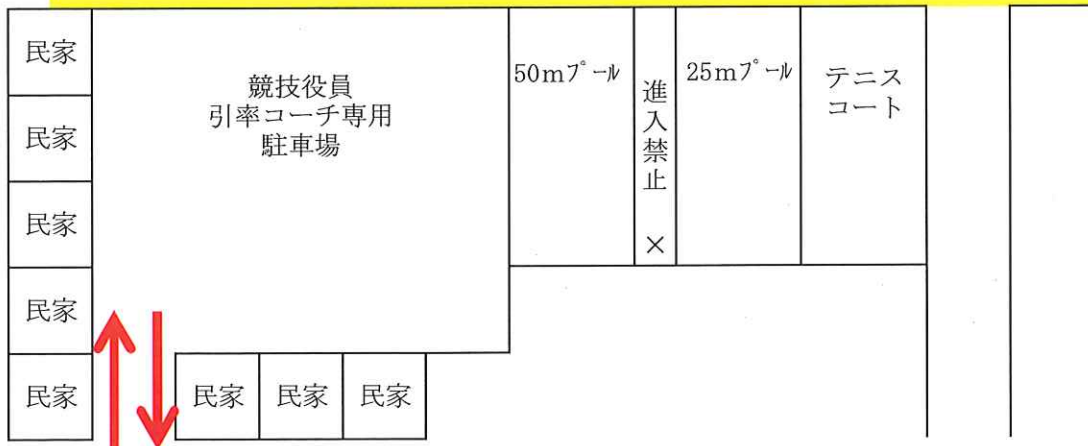 民家
民家
民家
民家
民家
競技役員
引率コーチ専用
駐車場
民家
民家
民家
50mプール
進入禁止
×
25mプール
テニス
コート